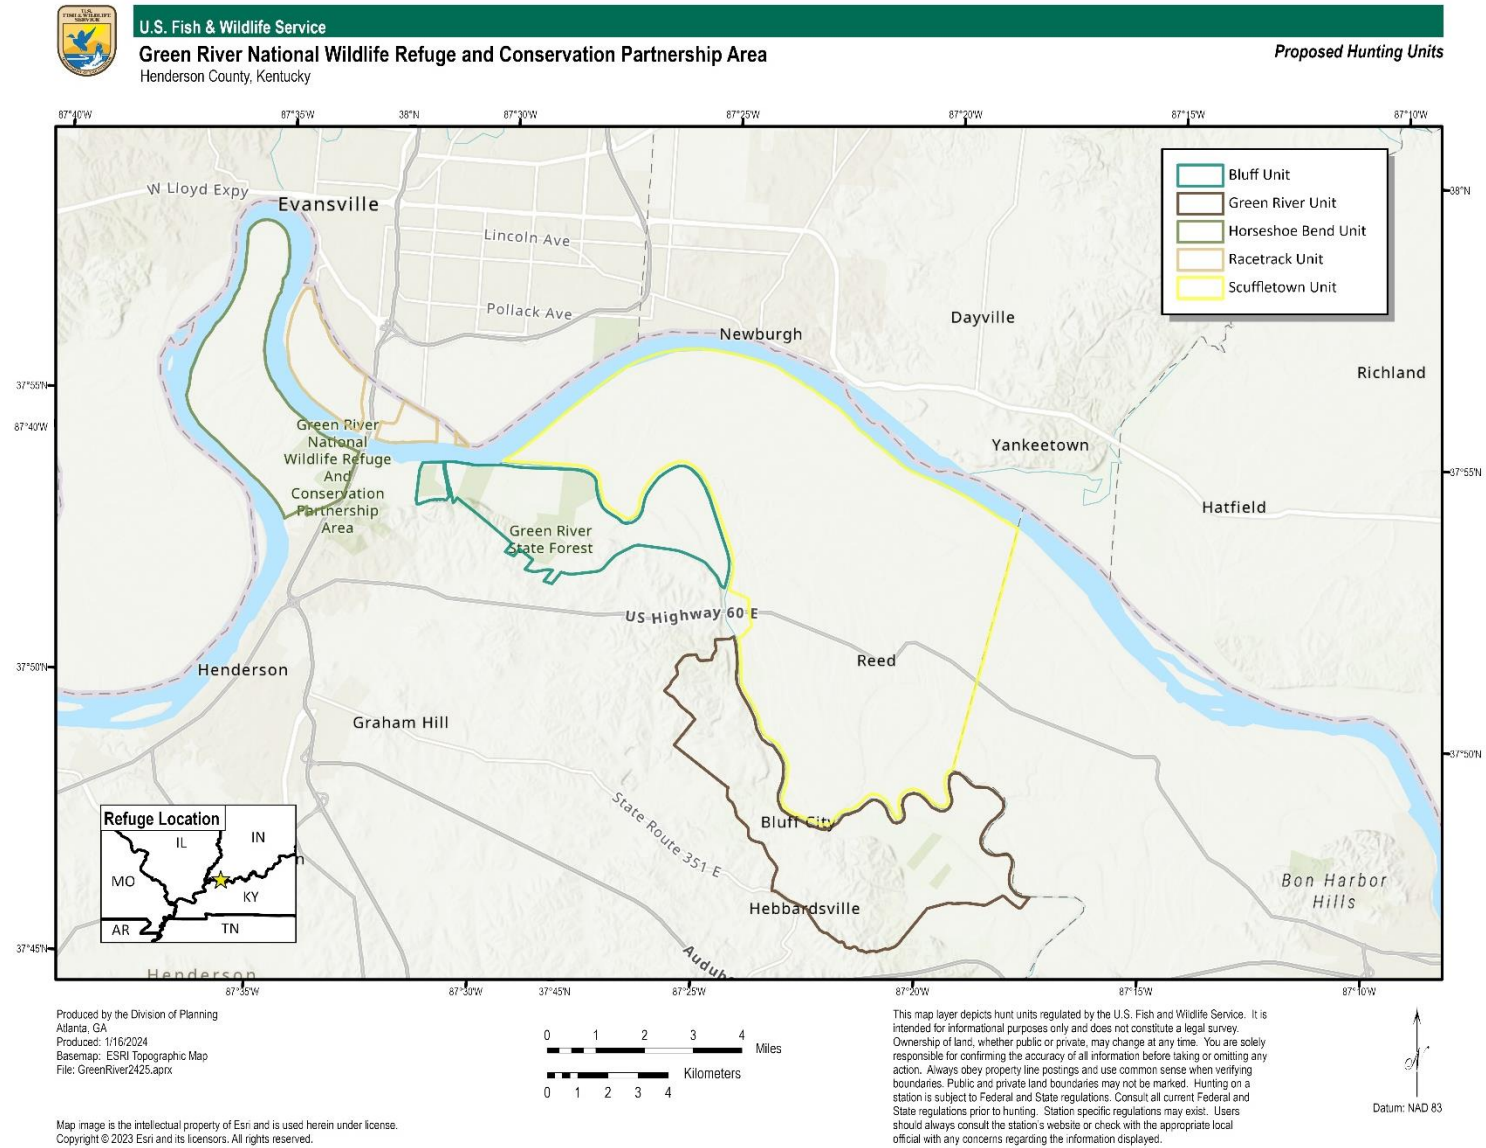 U.S.
FISH & WILDLIFE
SERVICE
U.S. Fish & Wildlife Service
Green River National Wildlife Refuge and Conservation Partnership Area
Henderson County, Kentucky
Proposed Hunting Units
87°40'W 87°35'W 38°N 87°30'W 87°25'W 87°20'W 87°15'W 87°10'W
Bluff Unit
Green River Unit
Horseshoe Bend Unit
Racetrack Unit
Scuffletown Unit
38°N
N Lloyd Expy
Evansville
Lincoln Ave
Pollack Ave
Newburgh
Dayville
Richland
37°55'N
87°40'W
Green River
National
Wildlife Refuge
And
Conservation
Partnership
Area
Yankeetown
37°55'N
Hatfield
Green River
State Forest
US Highway 60 E
37°50'N
Henderson
Reed
Graham Hill
37°50'N
State Route 351 E
Bluff City
Refuge Location
IL
IN
n
MO
KY
AR
TN
Hebbardsville
Bon Harbor
Hills
37°45'N
Audub
Henderson
87°35'W 87°30'W 37°45'N 87°25'W 87°20'W 87°15'W 87°10'W
Produced by the Division of Planning
Atlanta, GA
Produced: 1/16/2024
Basemap: ESRI Topographic Map
File: GreenRiver2425.aprx
Map image is the intellectual property of Esri and is used herein under license.
Copyright © 2023 Esri and its licensors. All rights reserved.
0 1 2 3 4
Miles
Kilometers
0 1 2 3 4
This map layer depicts hunt units regulated by the U.S. Fish and Wildlife Service. It is
intended for informational purposes only and does not constitute a legal survey.
Ownership of land, whether public or private, may change at any time. You are solely
responsible for confirming the accuracy of all information before taking or omitting any
action. Always obey property line postings and use common sense when verifying
boundaries. Public and private land boundaries may not be marked. Hunting on a
station is subject to Federal and State regulations. Consult all current Federal and
State regulations prior to hunting. Station specific regulations may exist. Users
should always consult the station's website or check with the appropriate local
official with any concerns regarding the information displayed.
N
Datum: NAD 83